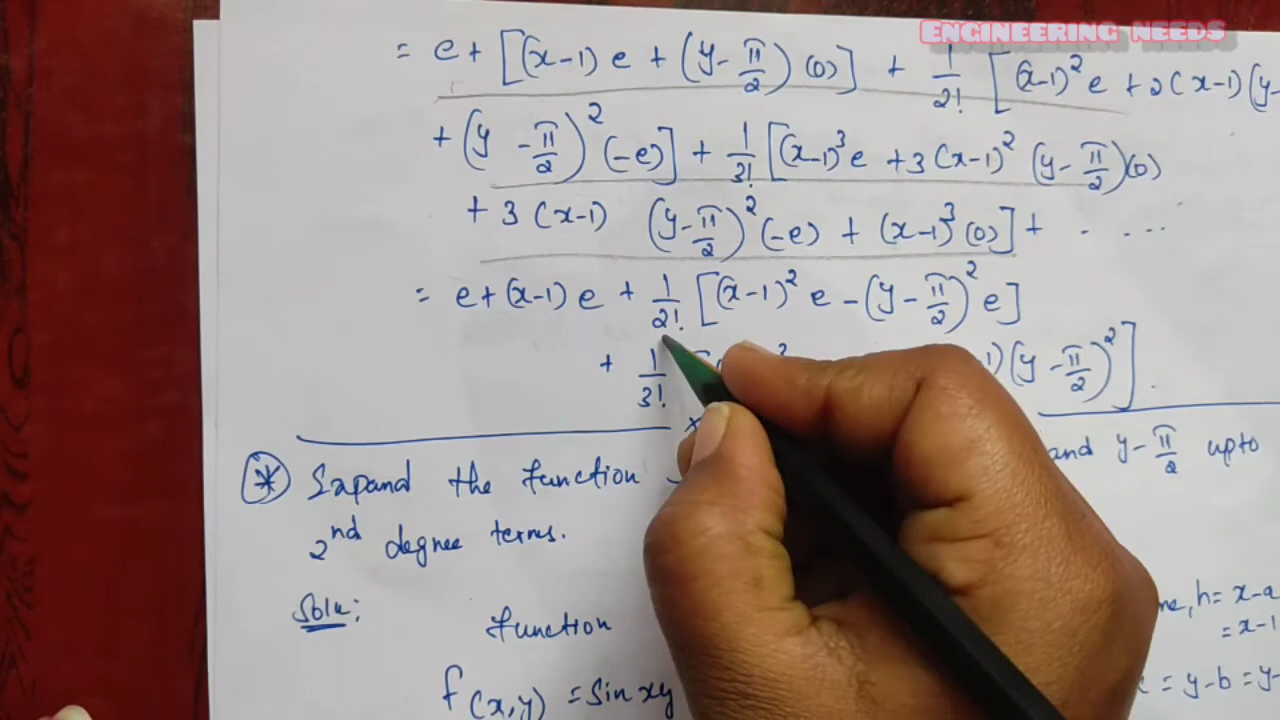 ENGINEERING NEEDS
= e + [(x-1) e + (y - π/2) (0)] + 1/2! [(x-1)² e + 2(x-1)(y-
+ (y - π/2)² (-e)] + 1/3! [(x-1)³ e + 3(x-1)² (y - π/2)(0)
+ 3(x-1) (y - π/2)² (-e) + (x-1)³ (0)] + . ...
= e + (x-1) e + 1/2! [(x-1)² e - (y - π/2)² e]
+ 1/3! 1)(y - π/2)²].
* Expand the function and y - π/2 upto
2nd degree terms.
Soln: function h = x-a
= x-1
f(x,y) = Sin xy = y-b = y-